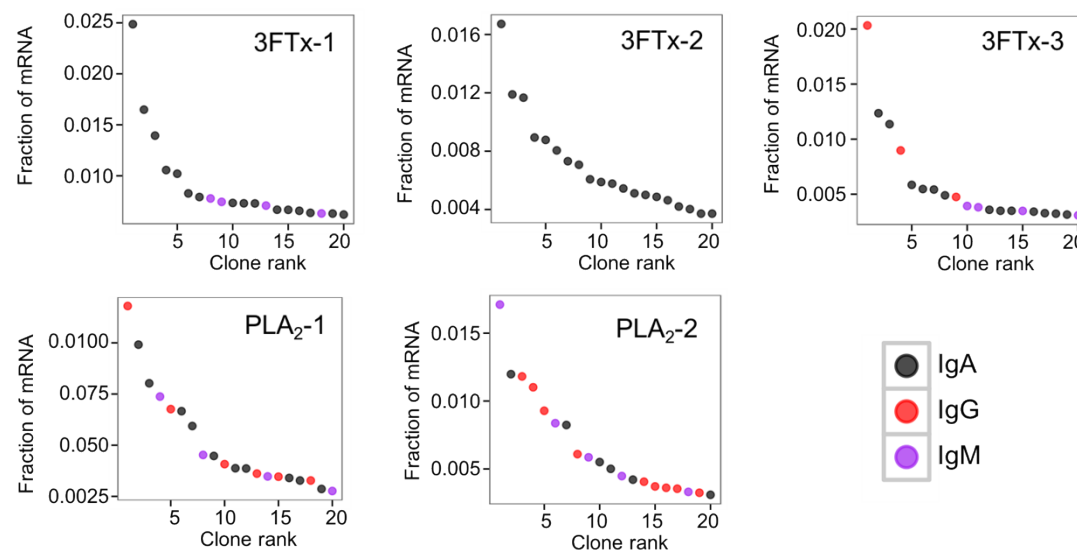 3FTx-1
Fraction of mRNA
0.025
0.020
0.015
0.010
5 10 15 20
Clone rank
3FTx-2
Fraction of mRNA
0.016
0.012
0.008
0.004
5 10 15 20
Clone rank
3FTx-3
Fraction of mRNA
0.020
0.015
0.010
0.005
5 10 15 20
Clone rank
PLA₂-1
Fraction of mRNA
0.0100
0.075
0.050
0.0025
5 10 15 20
Clone rank
PLA₂-2
Fraction of mRNA
0.015
0.010
0.005
5 10 15 20
Clone rank
IgA
IgG
IgM